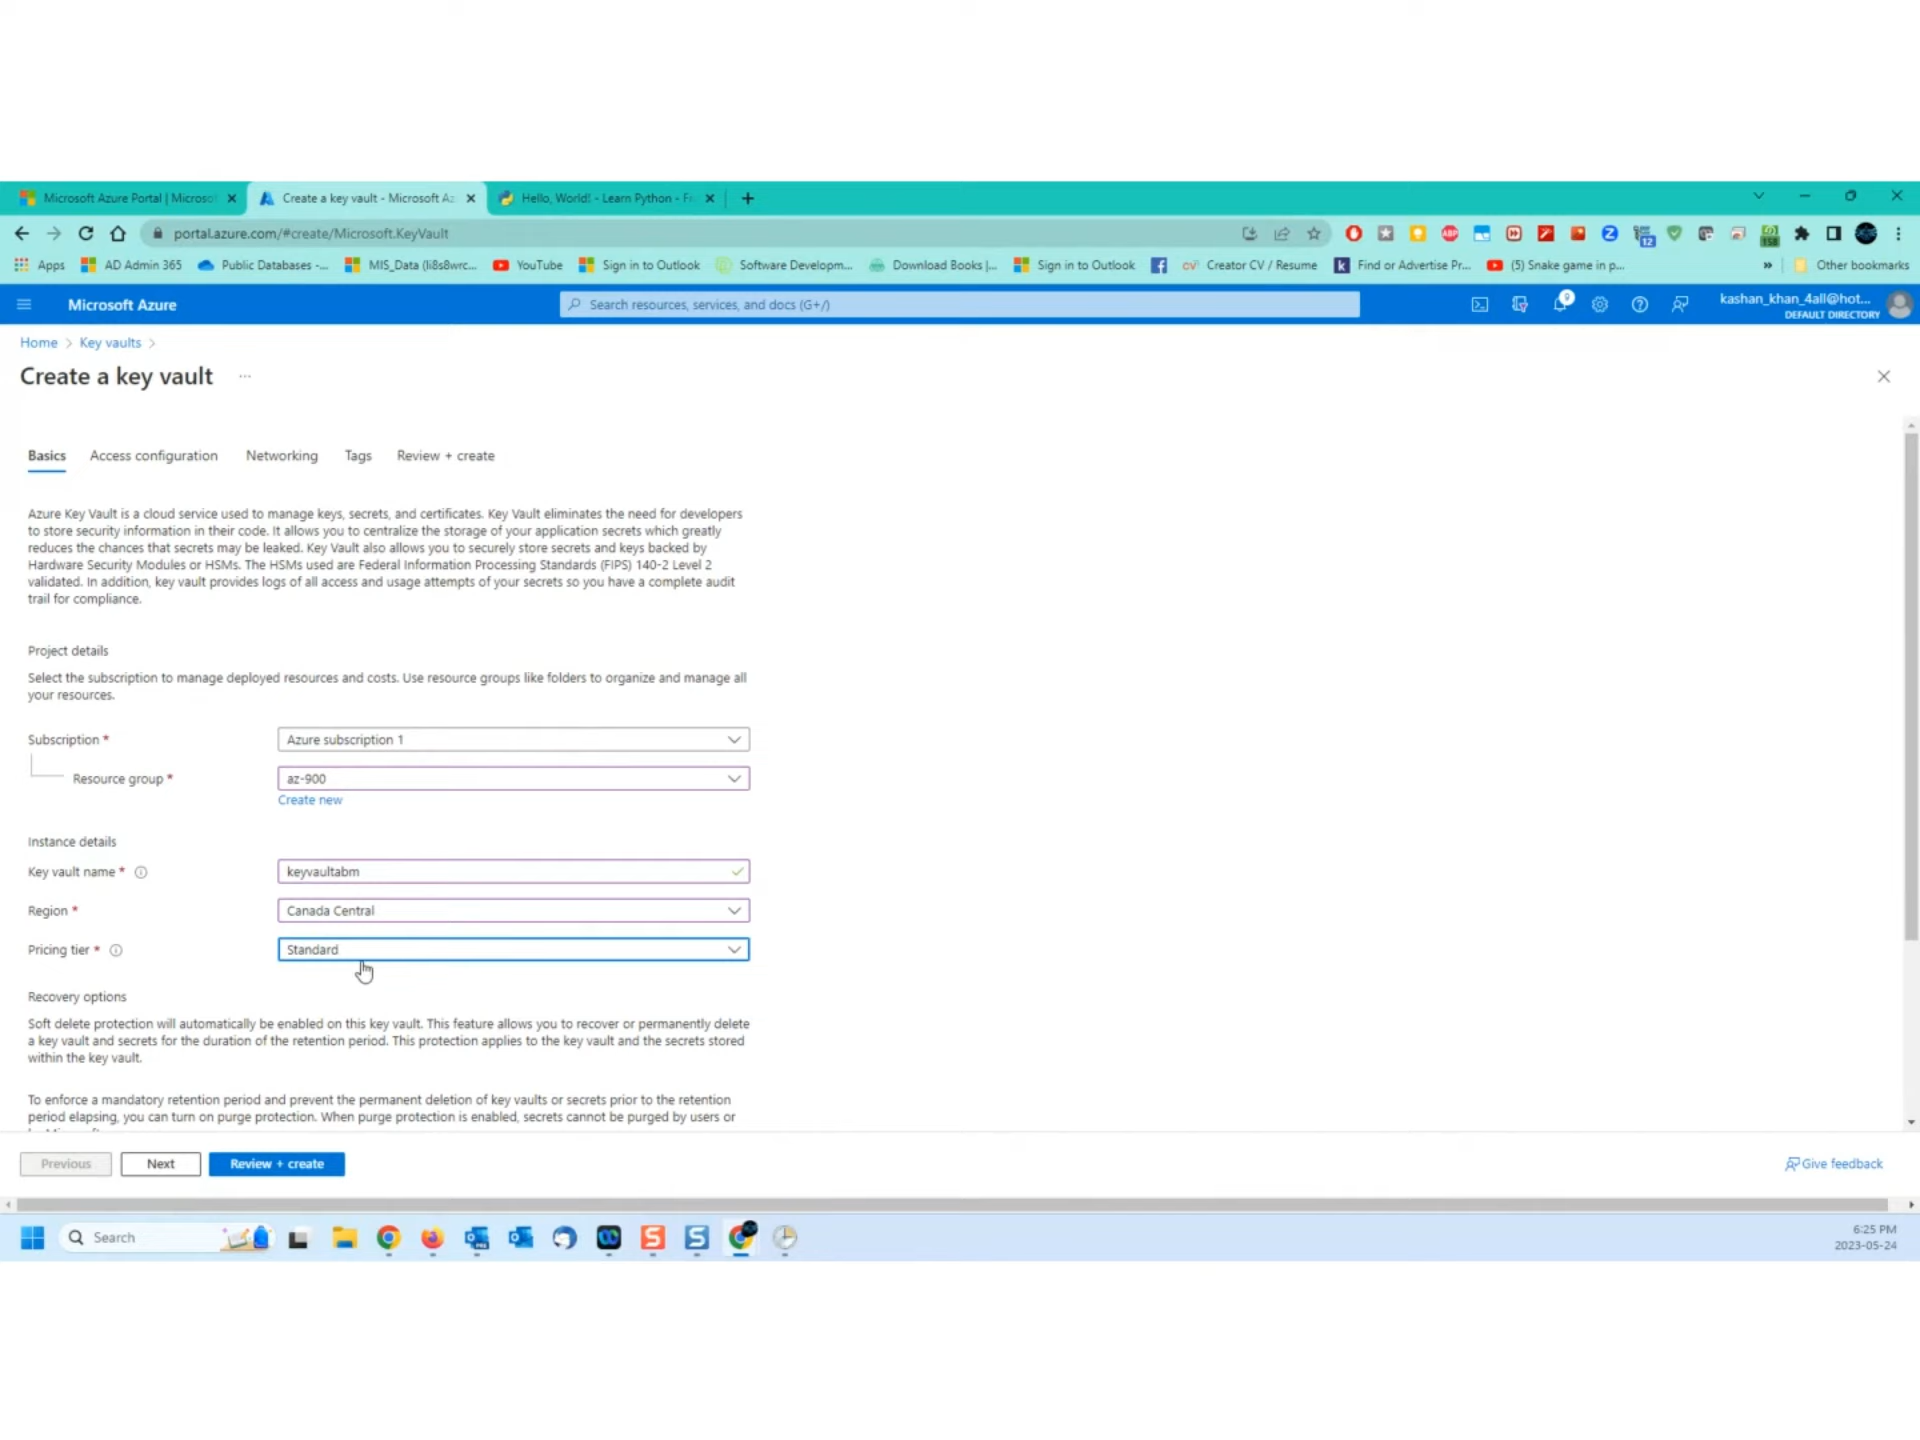 Microsoft Azure Portal | Microsof
Create a key vault - Microsoft Az
Hello, World! - Learn Python - Fr
portal.azure.com/#create/Microsoft.KeyVault
ABP
12
158
Apps
AD Admin 365
Public Databases -...
MIS_Data (li8s8wrc...
YouTube
Sign in to Outlook
Software Developm...
Download Books |...
Sign in to Outlook
Creator CV / Resume
Find or Advertise Pr...
(5) Snake game in p...
»
Other bookmarks
Microsoft Azure
Search resources, services, and docs (G+/)
9
kashan_khan_4all@hot...
DEFAULT DIRECTORY
Home > Key vaults >
Create a key vault ...
Basics
Access configuration
Networking
Tags
Review + create
Azure Key Vault is a cloud service used to manage keys, secrets, and certificates. Key Vault eliminates the need for developers
to store security information in their code. It allows you to centralize the storage of your application secrets which greatly
reduces the chances that secrets may be leaked. Key Vault also allows you to securely store secrets and keys backed by
Hardware Security Modules or HSMs. The HSMs used are Federal Information Processing Standards (FIPS) 140-2 Level 2
validated. In addition, key vault provides logs of all access and usage attempts of your secrets so you have a complete audit
trail for compliance.
Project details
Select the subscription to manage deployed resources and costs. Use resource groups like folders to organize and manage all
your resources.
Subscription *
Azure subscription 1
Resource group *
az-900
Create new
Instance details
Key vault name *
keyvaultabm
Region *
Canada Central
Pricing tier *
Standard
Recovery options
Soft delete protection will automatically be enabled on this key vault. This feature allows you to recover or permanently delete
a key vault and secrets for the duration of the retention period. This protection applies to the key vault and the secrets stored
within the key vault.
To enforce a mandatory retention period and prevent the permanent deletion of key vaults or secrets prior to the retention
period elapsing, you can turn on purge protection. When purge protection is enabled, secrets cannot be purged by users or
Previous
Next
Review + create
Give feedback
Search
6:25 PM
2023-05-24